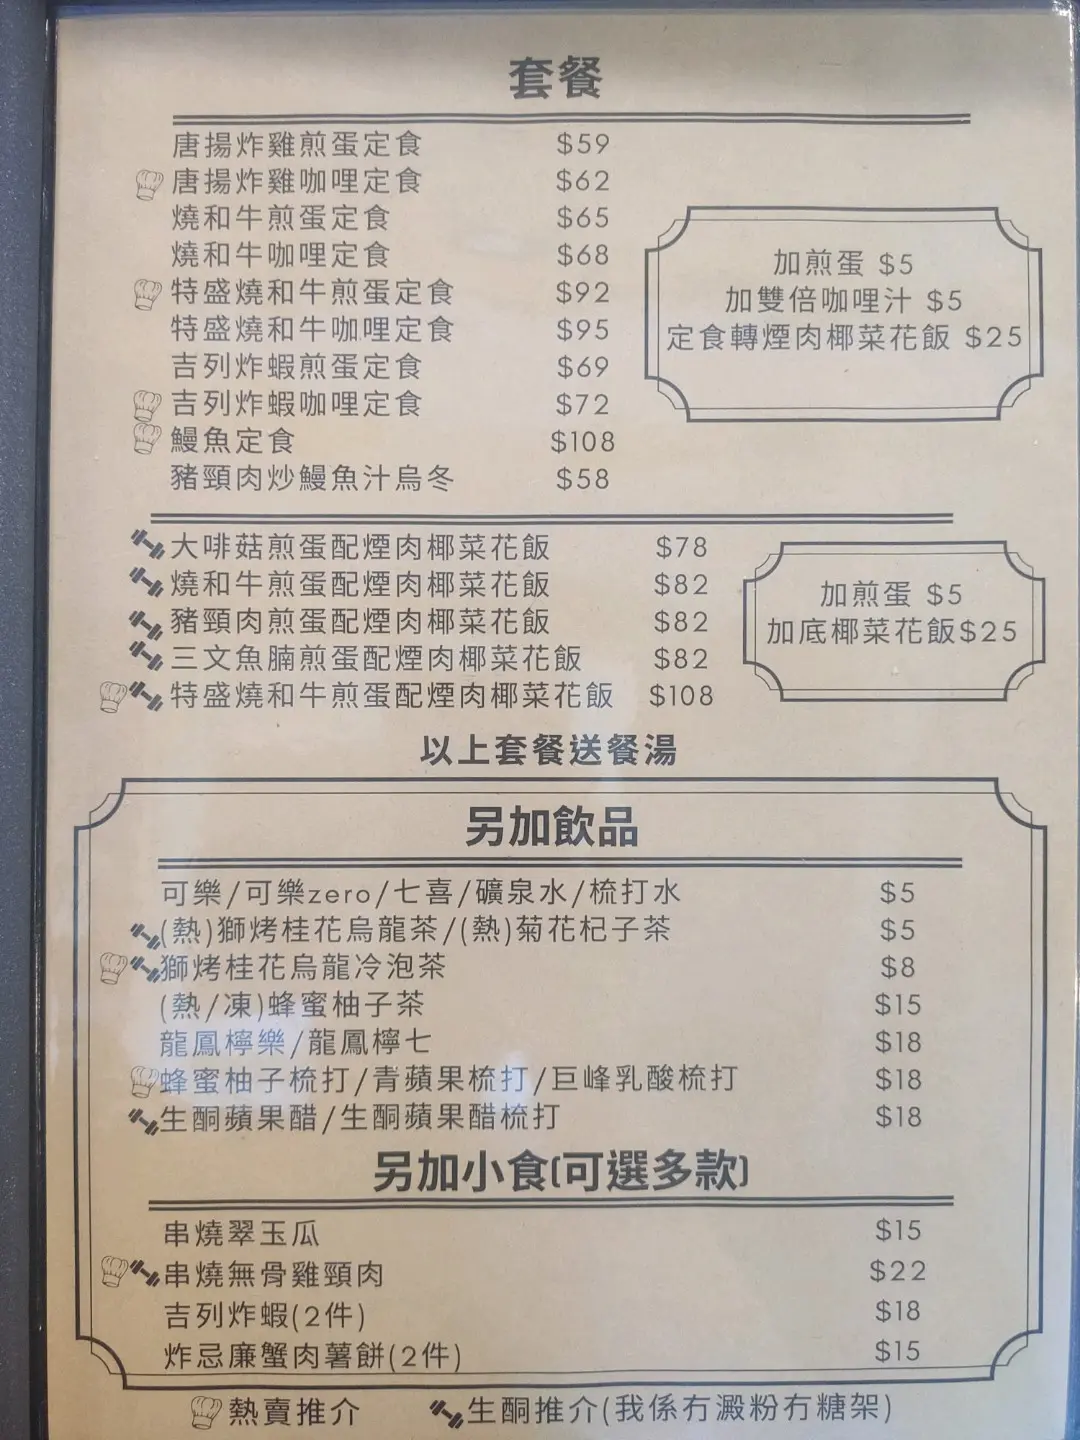 套餐
唐揚炸雞煎蛋定食 $59
唐揚炸雞咖哩定食 $62
燒和牛煎蛋定食 $65
燒和牛咖哩定食 $68
特盛燒和牛煎蛋定食 $92
特盛燒和牛咖哩定食 $95
吉列炸蝦煎蛋定食 $69
吉列炸蝦咖哩定食 $72
鰻魚定食 $108
豬頸肉炒鰻魚汁烏冬 $58
加煎蛋 $5
加雙倍咖哩汁 $5
定食轉煙肉椰菜花飯 $25
大啡菇煎蛋配煙肉椰菜花飯 $78
燒和牛煎蛋配煙肉椰菜花飯 $82
豬頸肉煎蛋配煙肉椰菜花飯 $82
三文魚腩煎蛋配煙肉椰菜花飯 $82
特盛燒和牛煎蛋配煙肉椰菜花飯 $108
加煎蛋 $5
加底椰菜花飯$25
以上套餐送餐湯
另加飲品
可樂/可樂zero/七喜/礦泉水/梳打水 $5
(熱)獅烤桂花烏龍茶/(熱)菊花杞子茶 $5
獅烤桂花烏龍冷泡茶 $8
(熱/凍)蜂蜜柚子茶 $15
龍鳳檸樂/龍鳳檸七 $18
蜂蜜柚子梳打/青蘋果梳打/巨峰乳酸梳打 $18
生酮蘋果醋/生酮蘋果醋梳打 $18
另加小食(可選多款)
串燒翠玉瓜 $15
串燒無骨雞頸肉 $22
吉列炸蝦(2件) $18
炸忌廉蟹肉薯餅(2件) $15
熱賣推介 生酮推介(我係冇澱粉冇糖架)